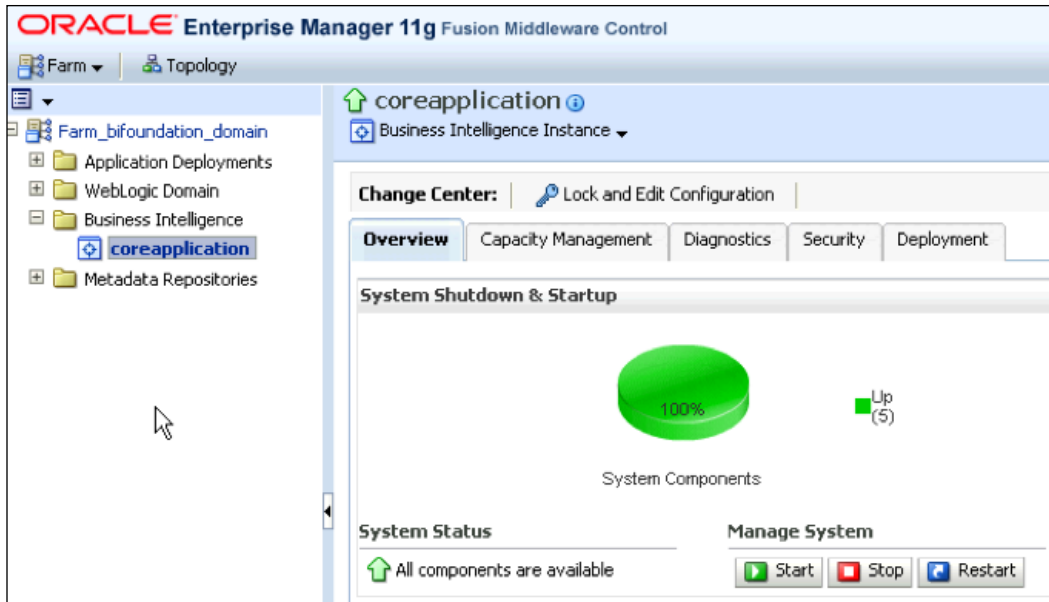 ORACLE Enterprise Manager 11g Fusion Middleware Control
Farm Topology
Farm_bifoundation_domain
Application Deployments
WebLogic Domain
Business Intelligence
coreapplication
Metadata Repositories
coreapplication
Business Intelligence Instance
Change Center: Lock and Edit Configuration
Overview Capacity Management Diagnostics Security Deployment
System Shutdown & Startup
100%
Up
(5)
System Components
System Status
All components are available
Manage System
Start Stop Restart